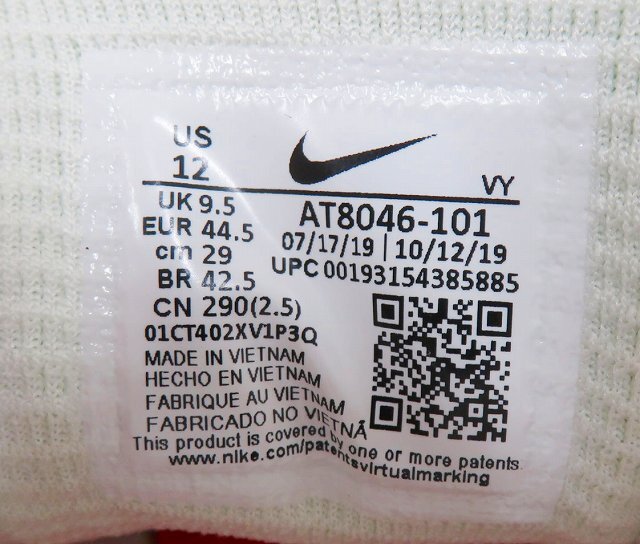 US
12
VY
UK 9.5
EUR 44.5
cm 29
BR 42.5
CN 290(2.5)
AT8046-101
07/17/19 | 10/12/19
UPC 00193154385885
01CT402XV1P3Q
MADE IN VIETNAM
HECHO EN VIETNAM
FABRIQUE AU VIETNAM
FABRICADO NO VIETNÃ
This product is covered by one or more patents.
www.nike.com/patentsvirtualmarking